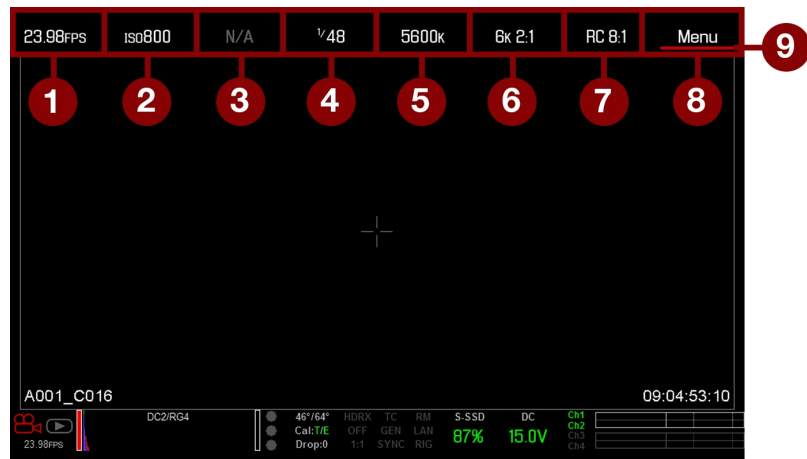 23.98FPS ISO800 N/A 1/48 5600K 6K 2:1 RC 8:1 Menu
9
1 2 3 4 5 6 7 8
A001_C016 09:04:53:10
DC2/RG4 46°/64° HDRX TC RM S-SSD DC Ch1
Cal:T/E OFF GEN LAN 87% 15.0V Ch2
23.98FPS Drop:0 1:1 SYNC RIG Ch3
Ch4